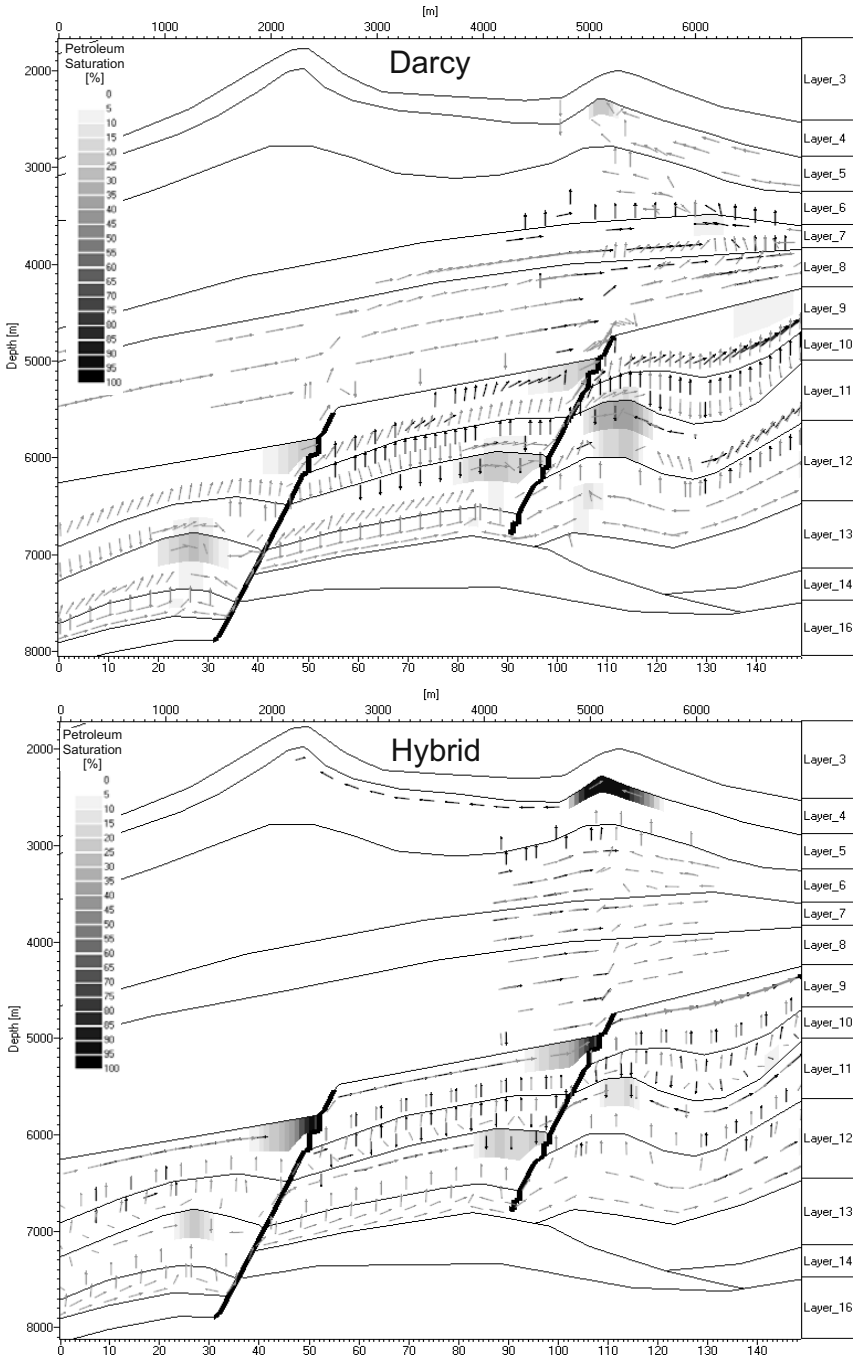 [m]
0 1000 2000 3000 4000 5000 6000
Petroleum
Saturation
[%]
Darcy
0
5
10
15
20
25
30
35
40
45
50
55
60
65
70
75
80
85
90
95
100
Depth [m]
2000
3000
4000
5000
6000
7000
8000
Layer_3
Layer_4
Layer_5
Layer_6
Layer_7
Layer_8
Layer_9
Layer_10
Layer_11
Layer_12
Layer_13
Layer_14
Layer_16
0 10 20 30 40 50 60 70 80 90 100 110 120 130 140
[m]
0 1000 2000 3000 4000 5000 6000
Petroleum
Saturation
[%]
Hybrid
0
5
10
15
20
25
30
35
40
45
50
55
60
65
70
75
80
85
90
95
100
Depth [m]
2000
3000
4000
5000
6000
7000
8000
Layer_3
Layer_4
Layer_5
Layer_6
Layer_7
Layer_8
Layer_9
Layer_10
Layer_11
Layer_12
Layer_13
Layer_14
Layer_16
0 10 20 30 40 50 60 70 80 90 100 110 120 130 140